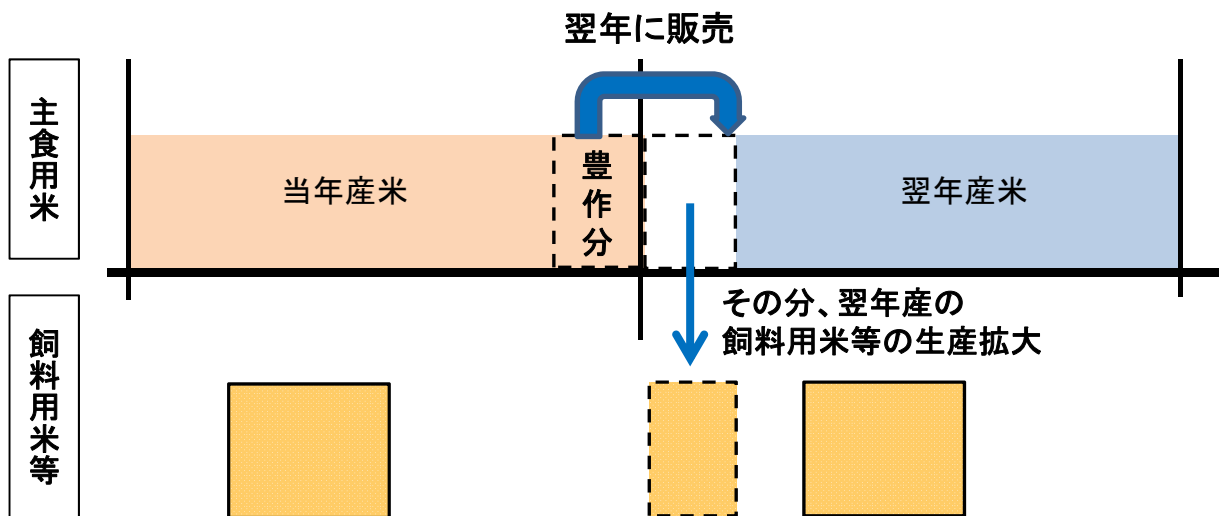 翌年に販売
主食用米
当年産米
豊作分
翌年産米
その分、翌年産の
飼料用米等の生産拡大
飼料用米等